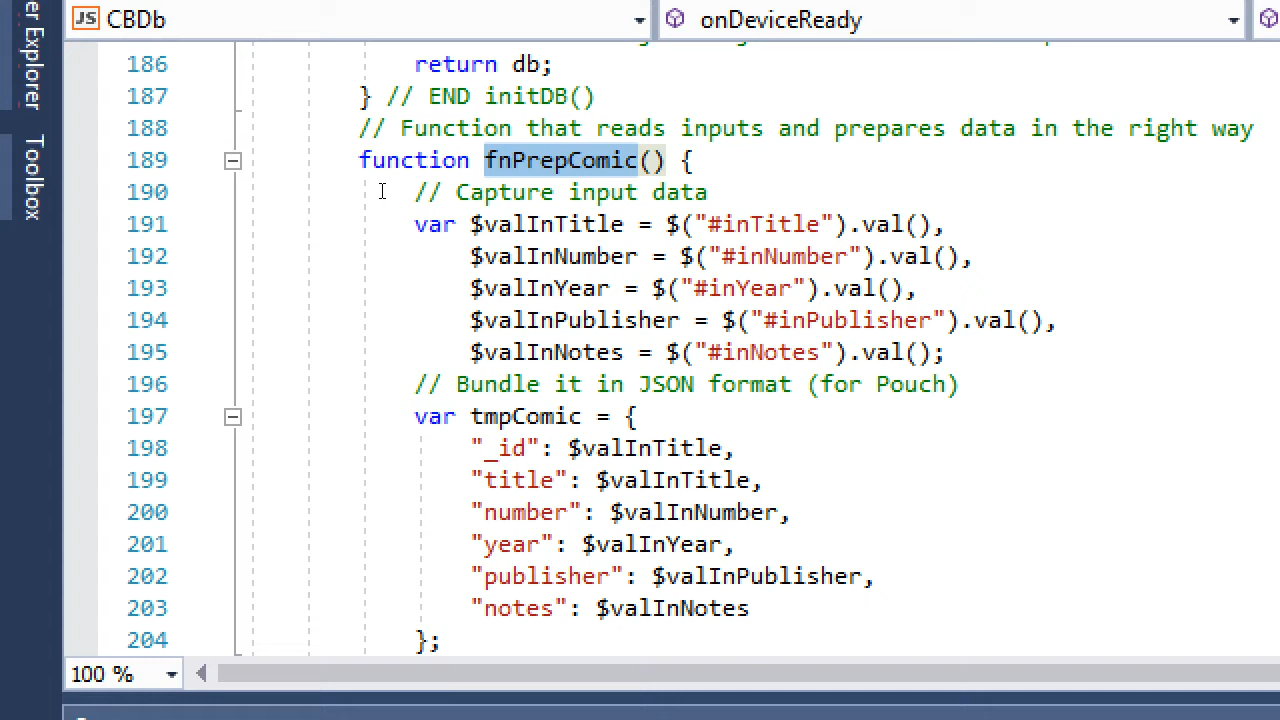 er Explorer
Toolbox
JS CBDb
onDeviceReady
186 return db;
187 } // END initDB()
188 // Function that reads inputs and prepares data in the right way
189 function fnPrepComic() {
190 // Capture input data
191 var $valInTitle = $("#inTitle").val(),
192 $valInNumber = $("#inNumber").val(),
193 $valInYear = $("#inYear").val(),
194 $valInPublisher = $("#inPublisher").val(),
195 $valInNotes = $("#inNotes").val();
196 // Bundle it in JSON format (for Pouch)
197 var tmpComic = {
198 "_id": $valInTitle,
199 "title": $valInTitle,
200 "number": $valInNumber,
201 "year": $valInYear,
202 "publisher": $valInPublisher,
203 "notes": $valInNotes
204 };
100 %